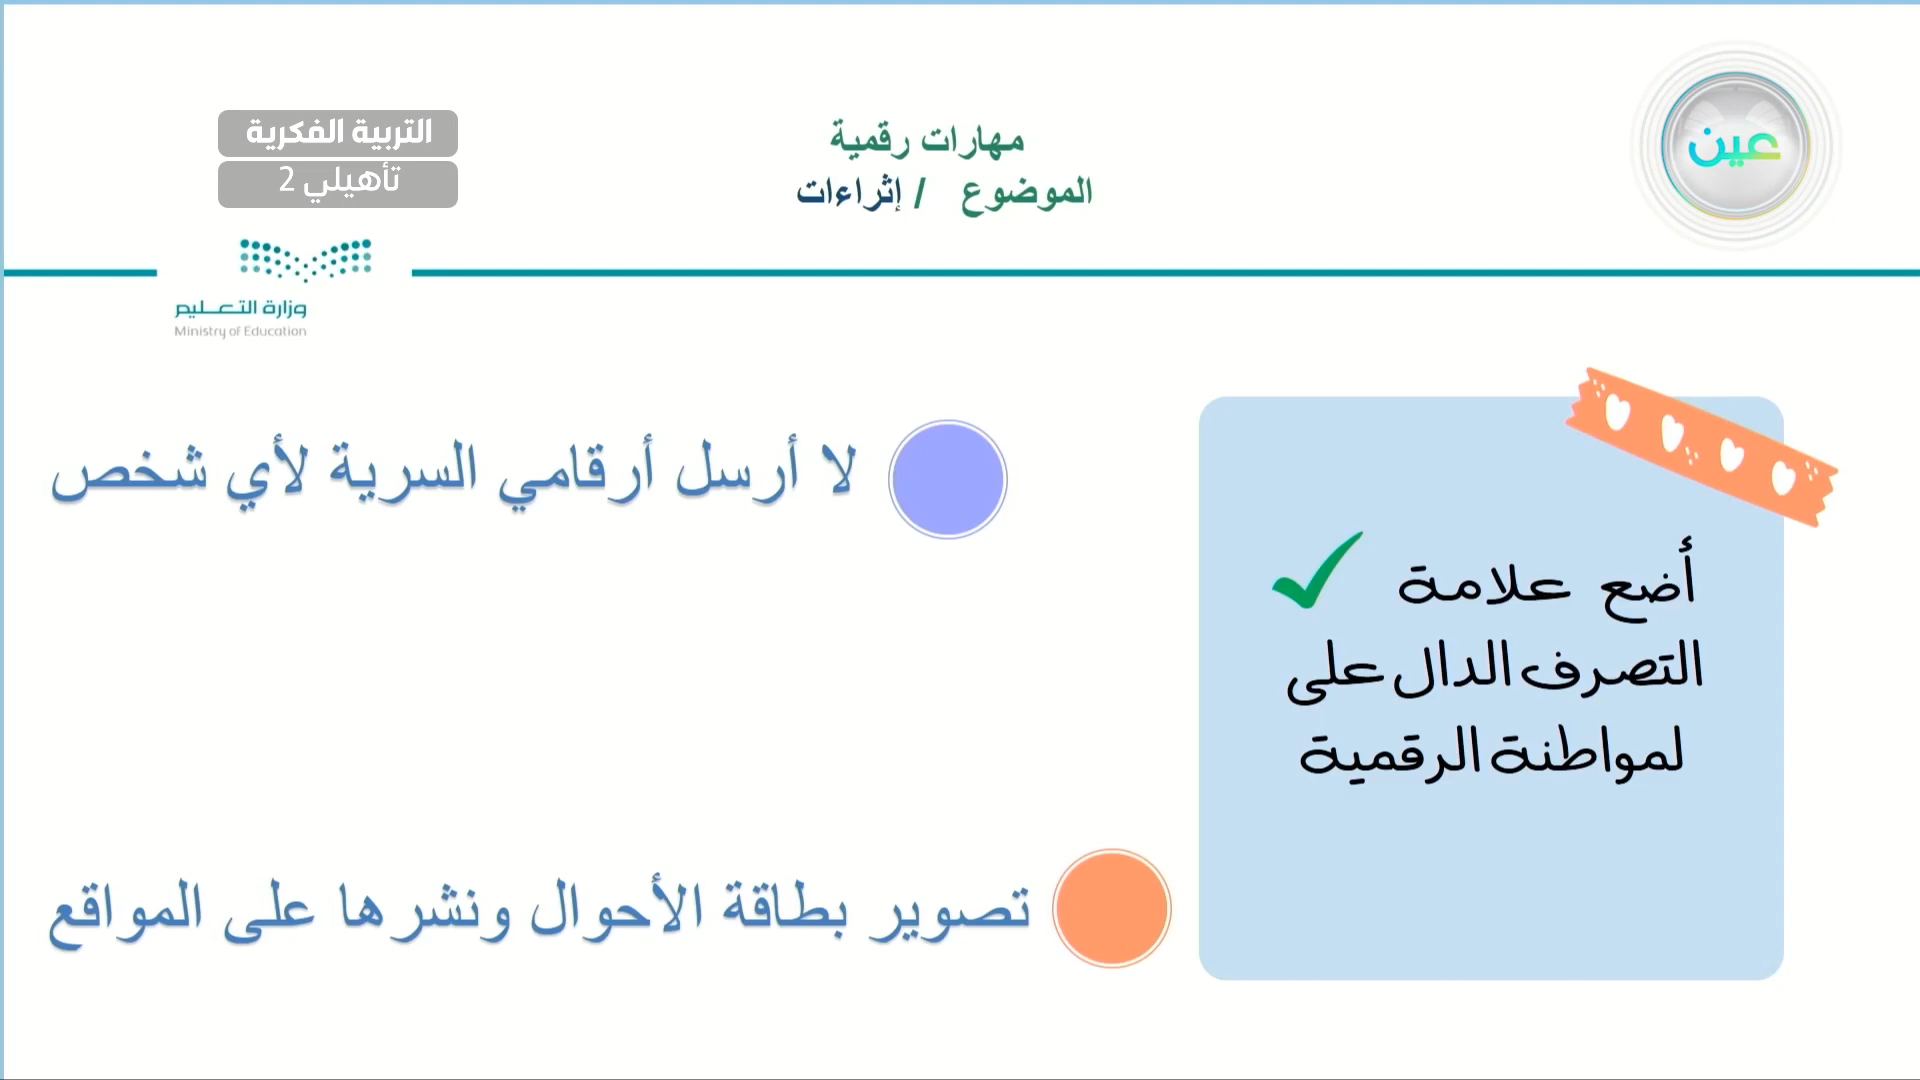 عين
مهارات رقمية
الموضوع / إثراءات
التربية الفكرية
تأهيلي 2
وزارة التعليم
Ministry of Education
أضع علامة
التصرف الدال على
لمواطنة الرقمية
لا أرسل أرقامي السرية لأي شخص
تصوير بطاقة الأحوال ونشرها على المواقع